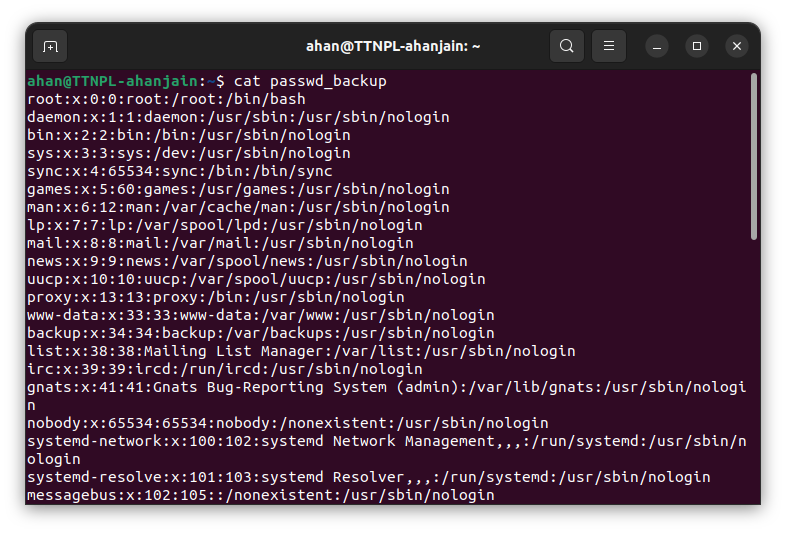 ahan@TTNPL-ahanjain: ~
ahan@TTNPL-ahanjain:~$ cat passwd_backup
root:x:0:0:root:/root:/bin/bash
daemon:x:1:1:daemon:/usr/sbin:/usr/sbin/nologin
bin:x:2:2:bin:/bin:/usr/sbin/nologin
sys:x:3:3:sys:/dev:/usr/sbin/nologin
sync:x:4:65534:sync:/bin:/bin/sync
games:x:5:60:games:/usr/games:/usr/sbin/nologin
man:x:6:12:man:/var/cache/man:/usr/sbin/nologin
lp:x:7:7:lp:/var/spool/lpd:/usr/sbin/nologin
mail:x:8:8:mail:/var/mail:/usr/sbin/nologin
news:x:9:9:news:/var/spool/news:/usr/sbin/nologin
uucp:x:10:10:uucp:/var/spool/uucp:/usr/sbin/nologin
proxy:x:13:13:proxy:/bin:/usr/sbin/nologin
www-data:x:33:33:www-data:/var/www:/usr/sbin/nologin
backup:x:34:34:backup:/var/backups:/usr/sbin/nologin
list:x:38:38:Mailing List Manager:/var/list:/usr/sbin/nologin
irc:x:39:39:ircd:/run/ircd:/usr/sbin/nologin
gnats:x:41:41:Gnats Bug-Reporting System (admin):/var/lib/gnats:/usr/sbin/nologi
n
nobody:x:65534:65534:nobody:/nonexistent:/usr/sbin/nologin
systemd-network:x:100:102:systemd Network Management,,,:/run/systemd:/usr/sbin/n
ologin
systemd-resolve:x:101:103:systemd Resolver,,,:/run/systemd:/usr/sbin/nologin
messagebus:x:102:105::/nonexistent:/usr/sbin/nologin